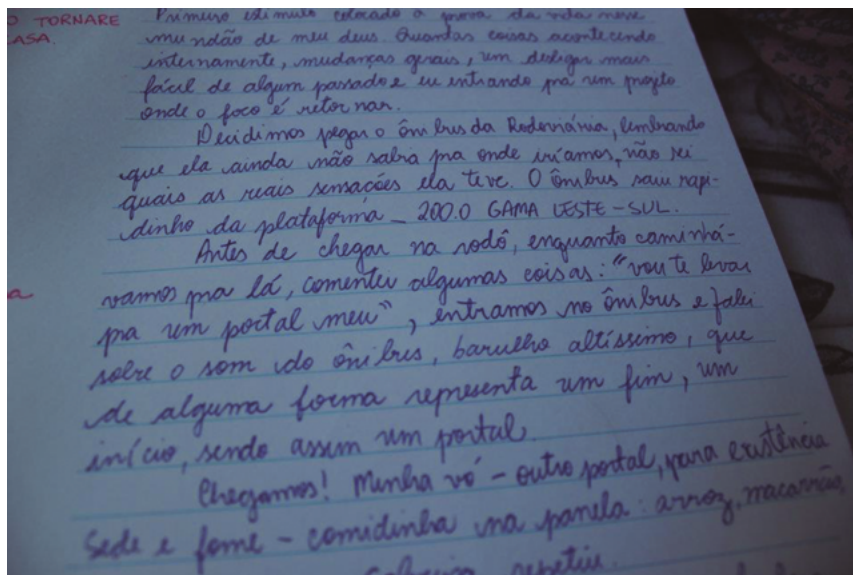 O TORNARE
CASA
Primeiro estímulo colocado a prova da vida nesse
mundão de meu deus. Quantas coisas acontecendo
internamente, mudanças gerais, um desligar mais
fácil de algum passado e eu entrando pra um projeto
onde o foco é retornar.
Decidimos pegar o ônibus da Rodoviária, lembrando
que ela ainda não sabia pra onde iríamos, não sei
quais as reais sensações ela teve. O ônibus saiu rapi-
dinho da plataforma _ 200.0 GAMA LESTE-SUL.
Antes de chegar na rodô, enquanto caminhá-
vamos pra lá, comentei algumas coisas: "vou te levar
pra um portal meu", entramos no ônibus e falei
sobre o som do ônibus, barulho altíssimo, que
de alguma forma representa um fim, um
início, sendo assim um portal.
Chegamos! Minha vó - outro portal, para existência
Sede e fome - comidinha na panela: arroz, macarrão,
repetiu.